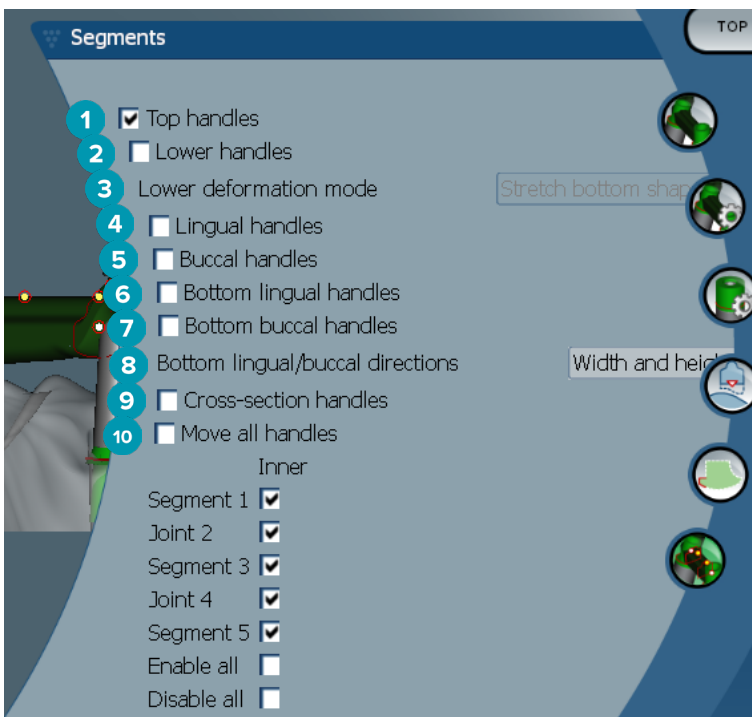 Segments
TOP
1 Top handles
2 Lower handles
3 Lower deformation mode Stretch bottom shap
4 Lingual handles
5 Buccal handles
6 Bottom lingual handles
7 Bottom buccal handles
8 Bottom lingual/buccal directions Width and heig
9 Cross-section handles
10 Move all handles
Inner
Segment 1
Joint 2
Segment 3
Joint 4
Segment 5
Enable all
Disable all